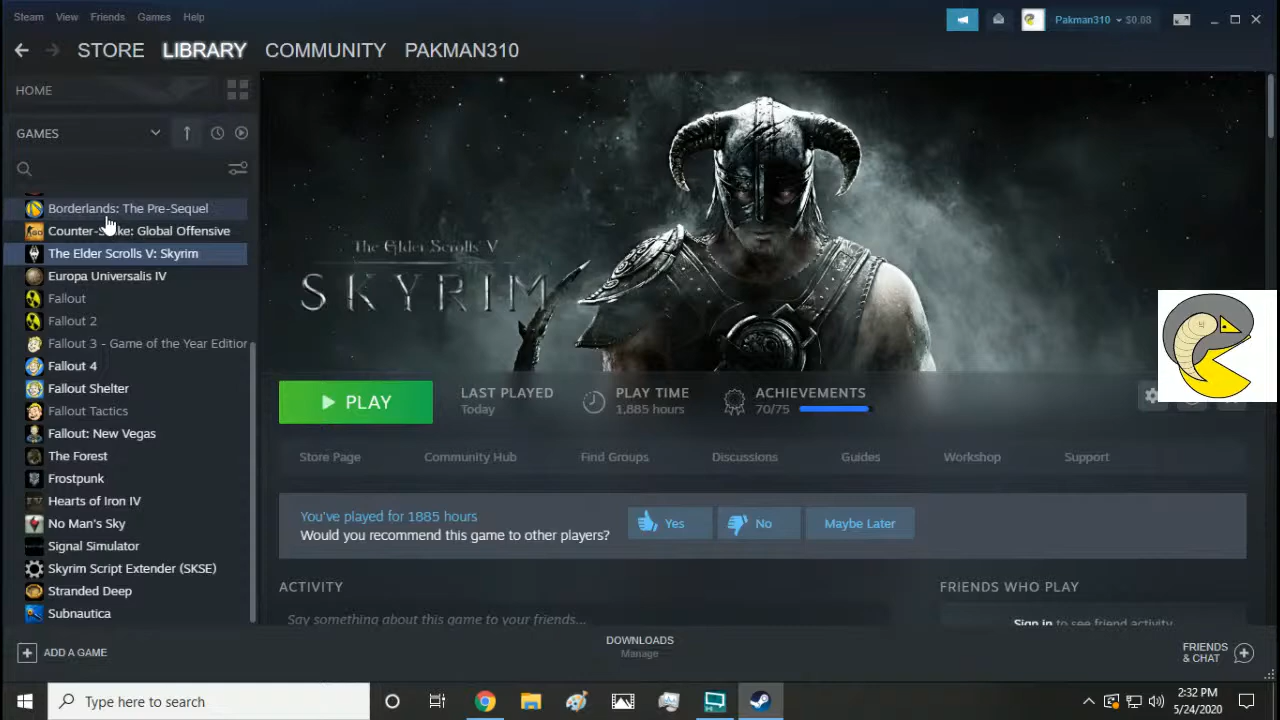 Steam View Friends Games Help
Pakman310 $0.08
STORE LIBRARY COMMUNITY PAKMAN310
HOME
GAMES
Borderlands: The Pre-Sequel
Counter-Strike: Global Offensive
The Elder Scrolls V: Skyrim
Europa Universalis IV
Fallout
Fallout 2
Fallout 3 - Game of the Year Edition
Fallout 4
Fallout Shelter
Fallout Tactics
Fallout: New Vegas
The Forest
Frostpunk
Hearts of Iron IV
No Man's Sky
Signal Simulator
Skyrim Script Extender (SKSE)
Stranded Deep
Subnautica
The Elder Scrolls V
SKYRIM
PLAY
LAST PLAYED
Today
PLAY TIME
1,885 hours
ACHIEVEMENTS
70/75
Store Page Community Hub Find Groups Discussions Guides Workshop Support
You've played for 1885 hours
Would you recommend this game to other players?
Yes No Maybe Later
ACTIVITY
Say something about this game to your friends...
FRIENDS WHO PLAY
Sign in to see friend activity
ADD A GAME
DOWNLOADS
Manage
FRIENDS
& CHAT
Type here to search
2:32 PM
5/24/2020